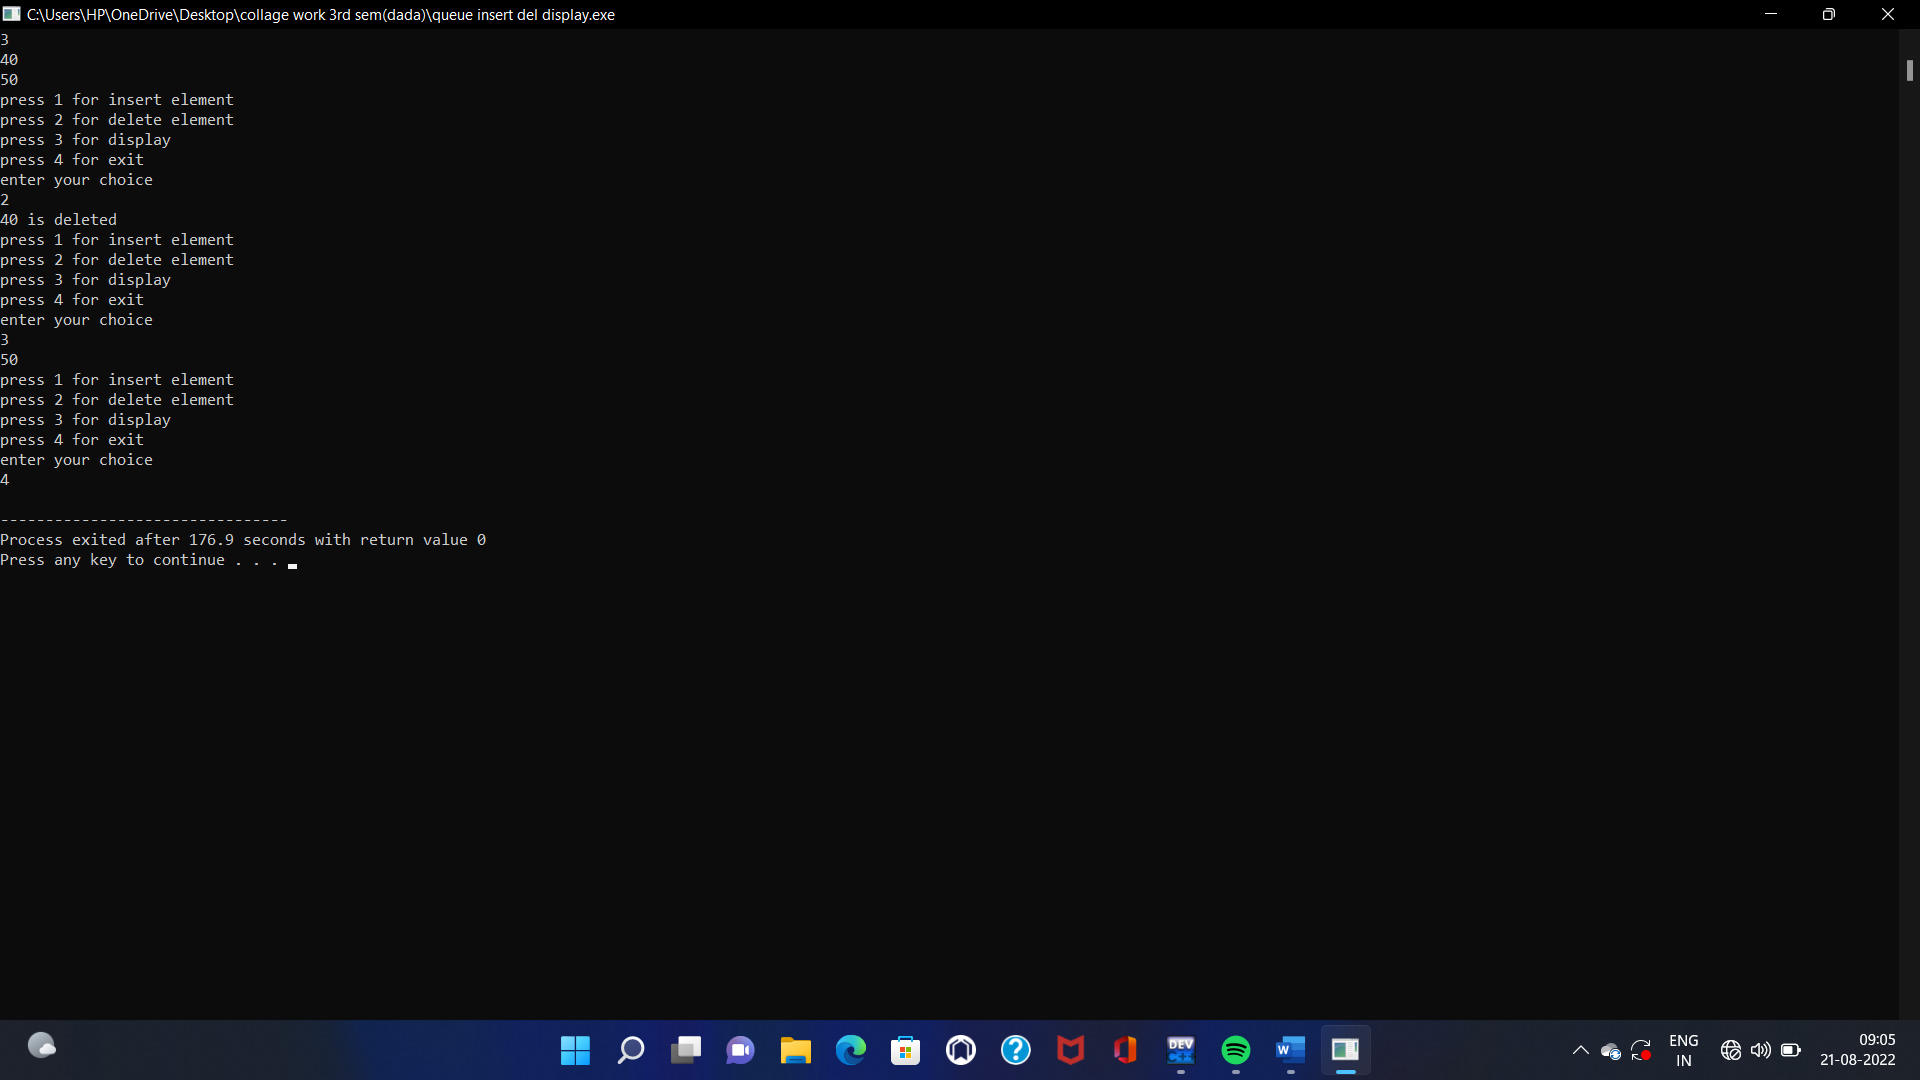 C:\Users\HP\OneDrive\Desktop\collage work 3rd sem(dada)\queue insert del display.exe
3
40
50
press 1 for insert element
press 2 for delete element
press 3 for display
press 4 for exit
enter your choice
2
40 is deleted
press 1 for insert element
press 2 for delete element
press 3 for display
press 4 for exit
enter your choice
3
50
press 1 for insert element
press 2 for delete element
press 3 for display
press 4 for exit
enter your choice
4
--------------------------------
Process exited after 176.9 seconds with return value 0
Press any key to continue . . .
DEV
C++
W
ENG
IN
09:05
21-08-2022